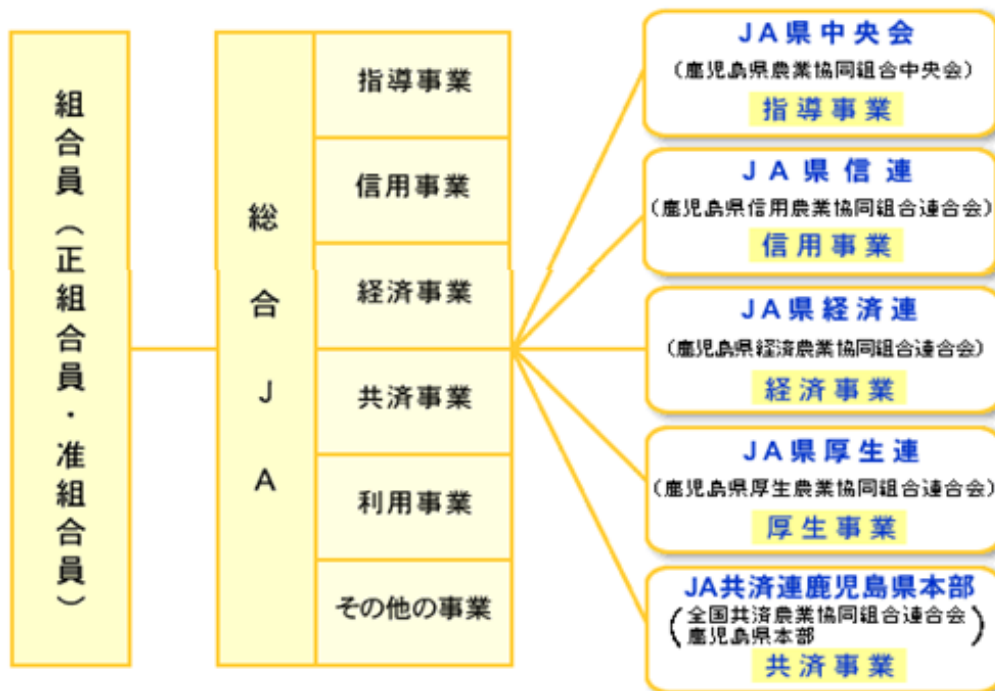 組合員（正組合員・准組合員）
総合JA
指導事業
信用事業
経済事業
共済事業
利用事業
その他の事業
JA県中央会
（鹿児島県農業協同組合中央会）
指導事業
JA県信連
（鹿児島県信用農業協同組合連合会）
信用事業
JA県経済連
（鹿児島県経済農業協同組合連合会）
経済事業
JA県厚生連
（鹿児島県厚生農業協同組合連合会）
厚生事業
JA共済連鹿児島県本部
（全国共済農業協同組合連合会
鹿児島県本部）
共済事業